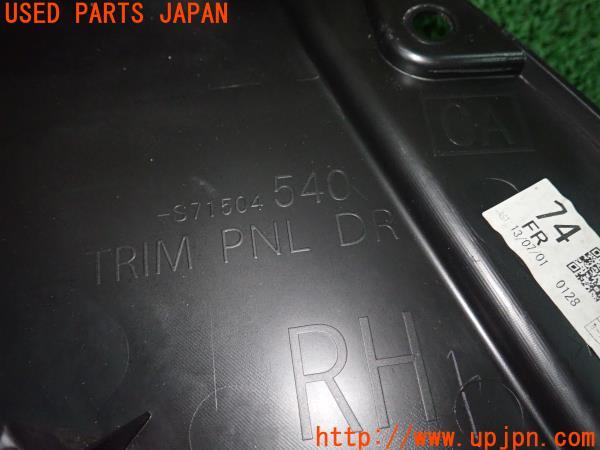 USED PARTS JAPAN
CA
-S71504 540
TRIM PNL DR
RH
74
FR
13/07/01 0128
http://www.upjpn.com